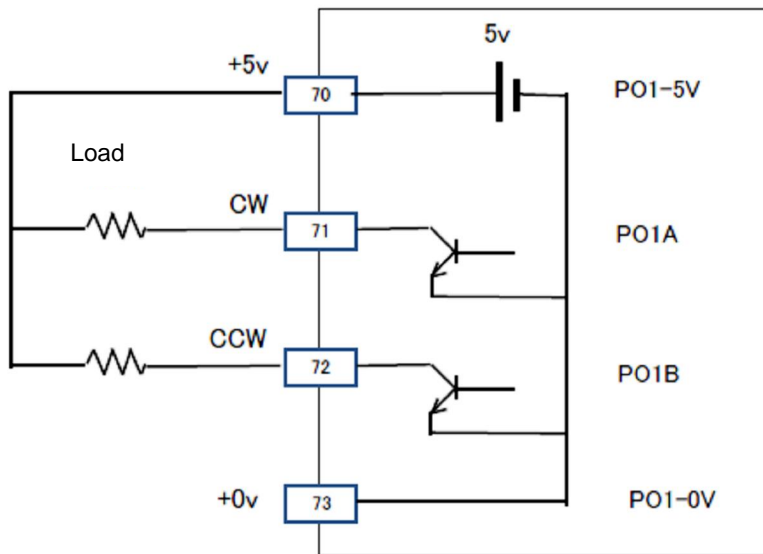 5v
+5v
70
PO1-5V
Load
CW
71
PO1A
CCW
72
PO1B
+0v
73
PO1-0V